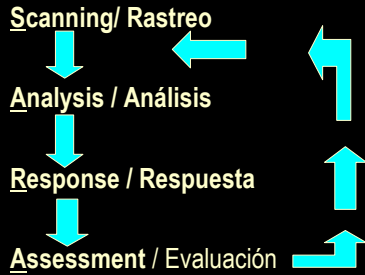 Scanning/ Rastreo
Analysis / Análisis
Response / Respuesta
Assessment / Evaluación